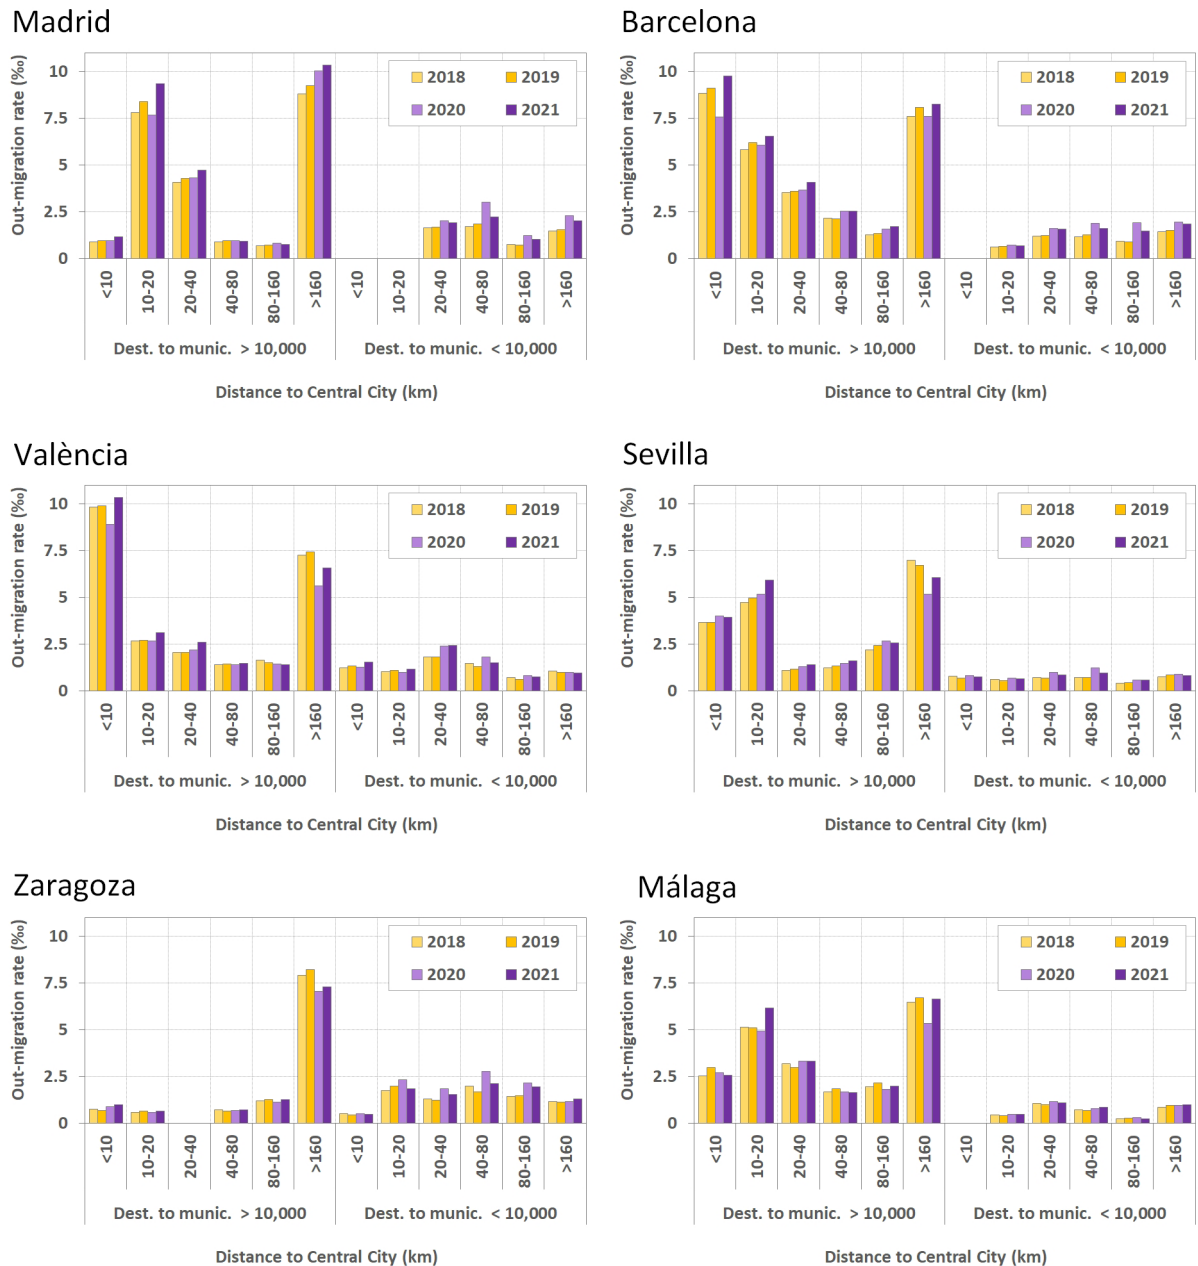 Madrid
Out-migration rate (‰)
10
7.5
5
2.5
0
2018 2019
2020 2021
<10 10-20 20-40 40-80 80-160 >160 <10 10-20 20-40 40-80 80-160 >160
Dest. to munic. > 10,000 Dest. to munic. < 10,000
Distance to Central City (km)
Barcelona
Out-migration rate (‰)
10
7.5
5
2.5
0
2018 2019
2020 2021
<10 10-20 20-40 40-80 80-160 >160 <10 10-20 20-40 40-80 80-160 >160
Dest. to munic. > 10,000 Dest. to munic. < 10,000
Distance to Central City (km)
València
Out-migration rate (‰)
10
7.5
5
2.5
0
2018 2019
2020 2021
<10 10-20 20-40 40-80 80-160 >160 <10 10-20 20-40 40-80 80-160 >160
Dest. to munic. > 10,000 Dest. to munic. < 10,000
Distance to Central City (km)
Sevilla
Out-migration rate (‰)
10
7.5
5
2.5
0
2018 2019
2020 2021
<10 10-20 20-40 40-80 80-160 >160 <10 10-20 20-40 40-80 80-160 >160
Dest. to munic. > 10,000 Dest. to munic. < 10,000
Distance to Central City (km)
Zaragoza
Out-migration rate (‰)
10
7.5
5
2.5
0
2018 2019
2020 2021
<10 10-20 20-40 40-80 80-160 >160 <10 10-20 20-40 40-80 80-160 >160
Dest. to munic. > 10,000 Dest. to munic. < 10,000
Distance to Central City (km)
Málaga
Out-migration rate (‰)
10
7.5
5
2.5
0
2018 2019
2020 2021
<10 10-20 20-40 40-80 80-160 >160 <10 10-20 20-40 40-80 80-160 >160
Dest. to munic. > 10,000 Dest. to munic. < 10,000
Distance to Central City (km)